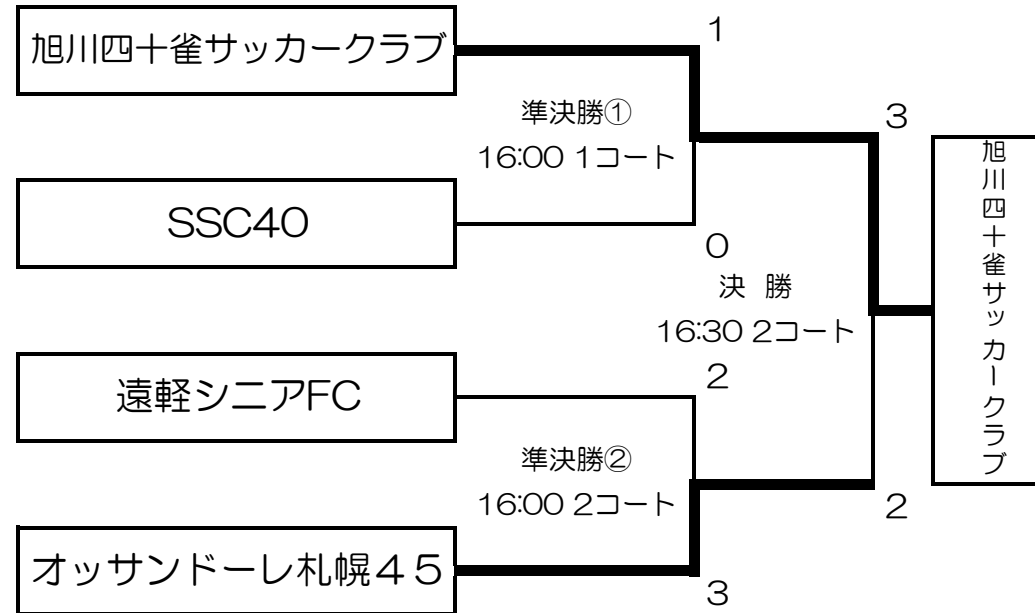 旭川四十雀サッカークラブ
1
準決勝①
16:00 1コート
3
SSC40
0
決 勝
16:30 2コート
旭川四十雀サッカークラブ
遠軽シニアFC
2
準決勝②
16:00 2コート
2
オッサンドーレ札幌45
3